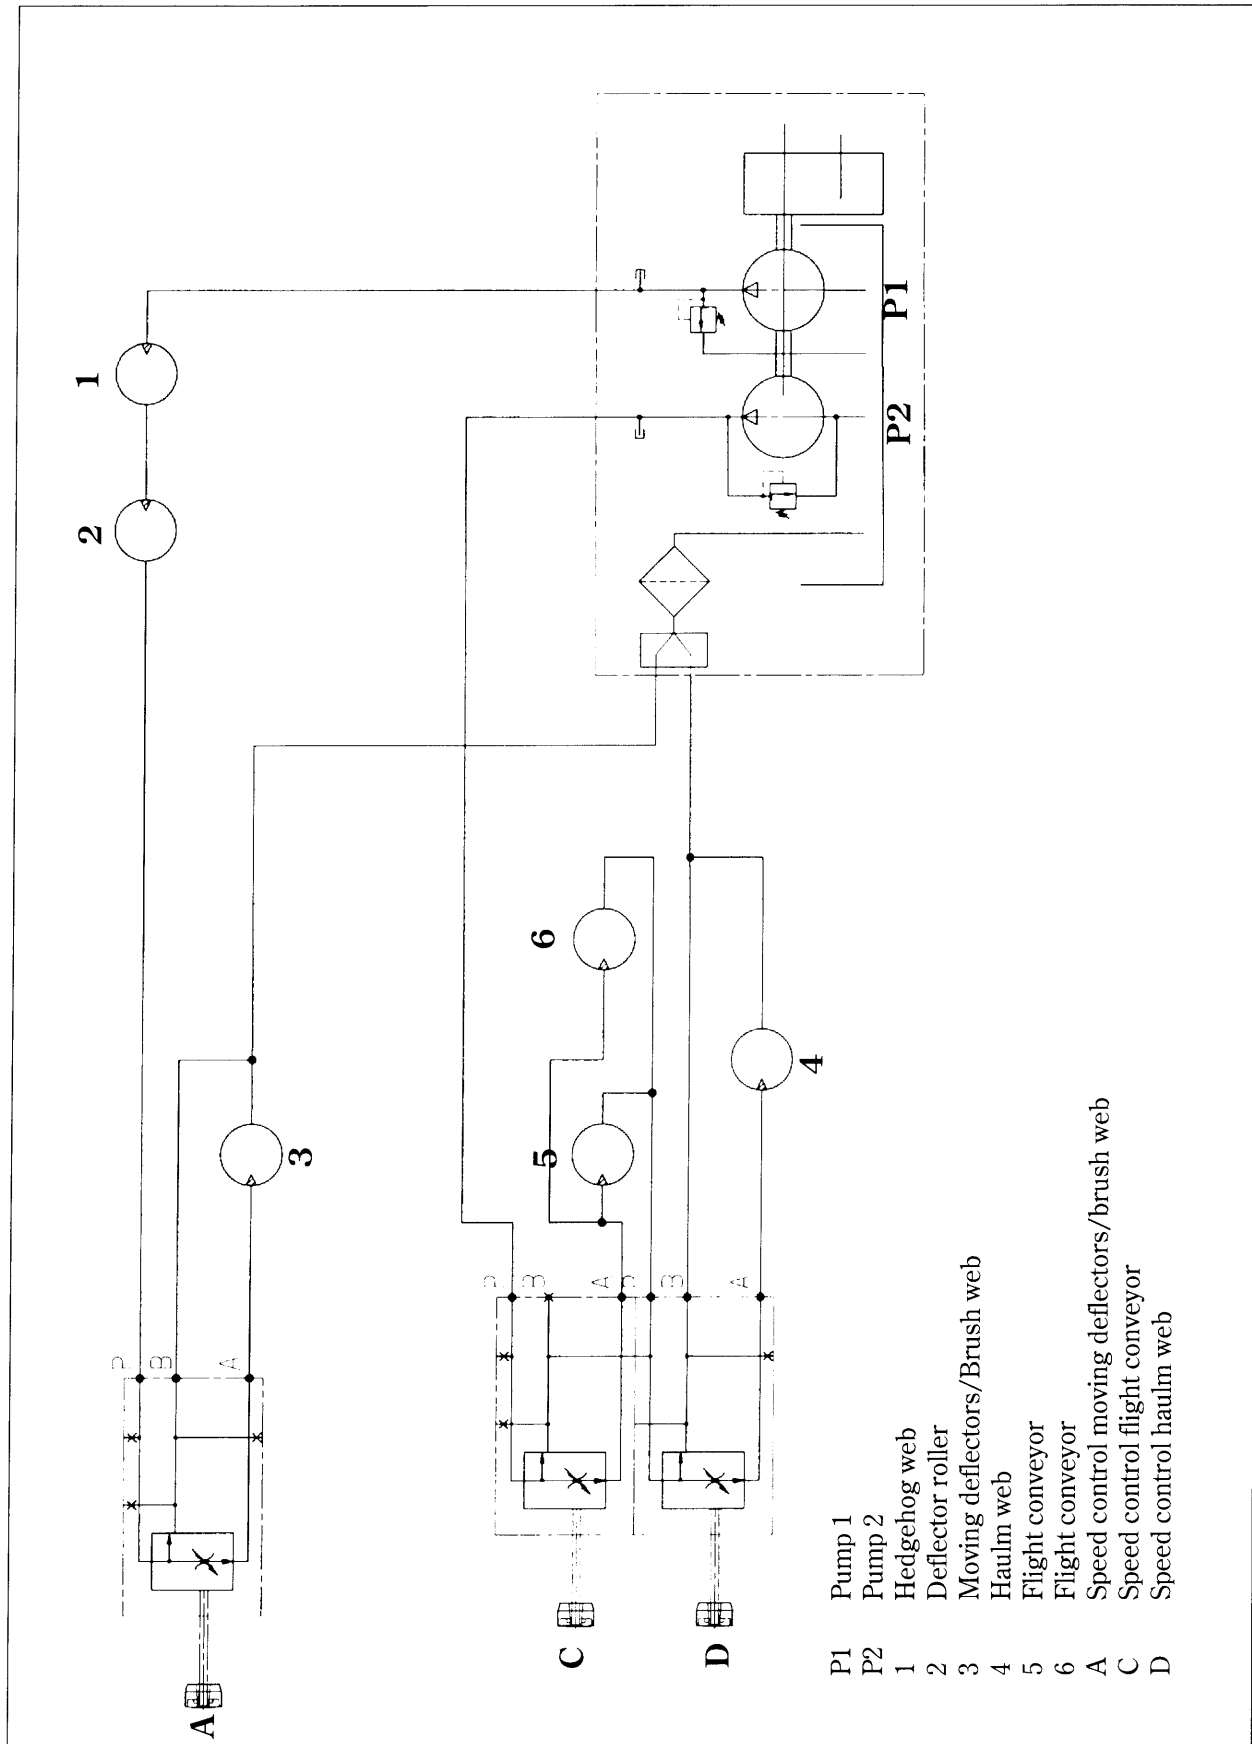 A
P
B
A
3
2
1
C
D
P
B
A
P
B
A
5
6
4
P2
P1
P1 Pump 1
P2 Pump 2
1 Hedgehog web
2 Deflector roller
3 Moving deflectors/Brush web
4 Haulm web
5 Flight conveyor
6 Flight conveyor
A Speed control moving deflectors/brush web
C Speed control flight conveyor
D Speed control haulm web